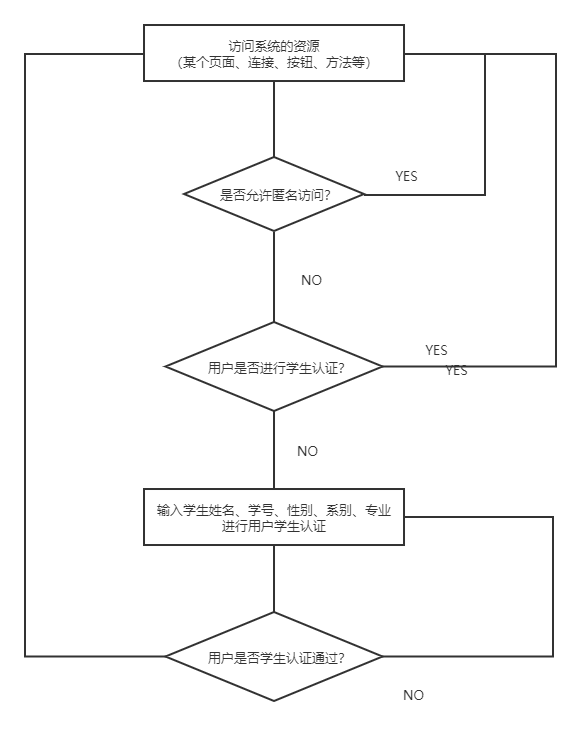 访问系统的资源
（某个页面、连接、按钮、方法等）
YES
是否允许匿名访问?
NO
YES
用户是否进行学生认证?
YES
NO
输入学生姓名、学号、性别、系别、专业
进行用户学生认证
用户是否学生认证通过?
NO